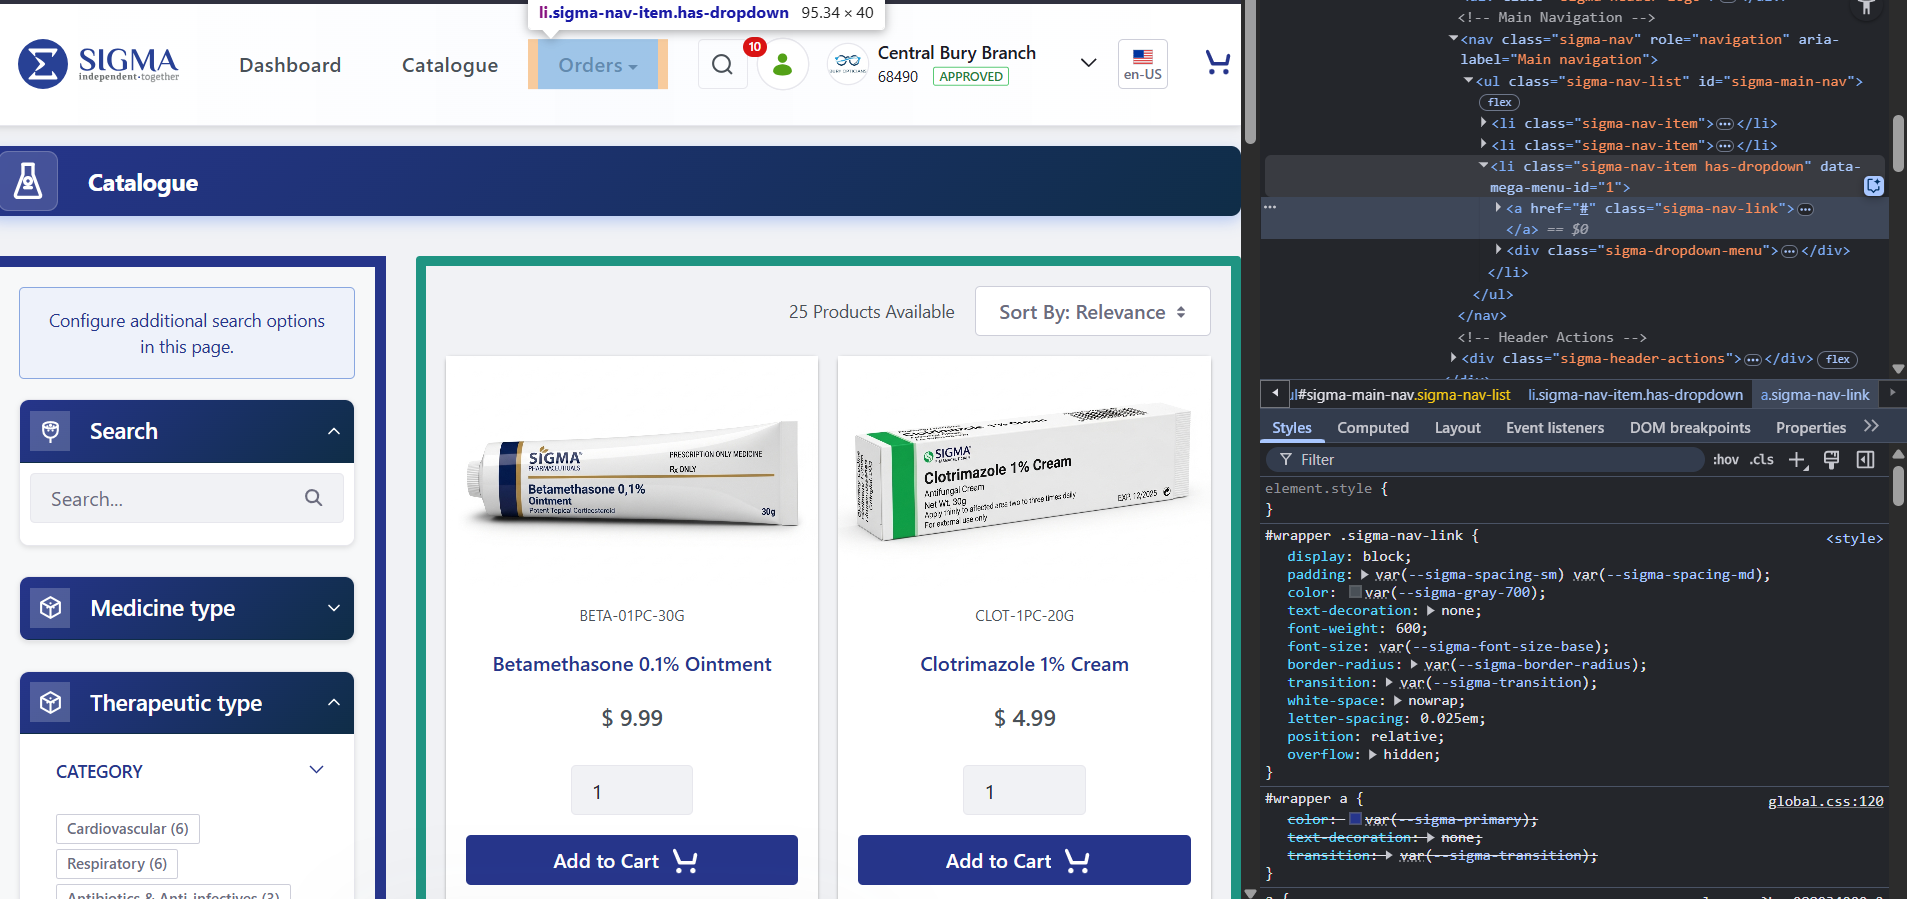 li.sigma-nav-item.has-dropdown 95.34 × 40
SIGMA
independent·together
Dashboard
Catalogue
Orders
10
Central Bury Branch
68490 APPROVED
en-US
Catalogue
Configure additional search options
in this page.
Search
Search...
Medicine type
Therapeutic type
CATEGORY
Cardiovascular (6)
Respiratory (6)
Antibiotics & Anti-infectives (3)
25 Products Available
Sort By: Relevance
SIGMA
PHARMACEUTICALS
PRESCRIPTION ONLY MEDICINE
Rx ONLY
Betamethasone 0,1%
Ointment
Potent Topical Corticosteroid
30g
BETA-01PC-30G
Betamethasone 0.1% Ointment
$ 9.99
1
Add to Cart
Clotrimazole 1% Cream
SIGMA
Clotrimazole 1% Cream
Antifungal Cream
Net Wt. 30g
Apply thinly to affected area two to three times daily
For external use only
EXP. 12/2025
CLOT-1PC-20G
Clotrimazole 1% Cream
$ 4.99
1
Add to Cart
<!-- Main Navigation -->
<nav class="sigma-nav" role="navigation" aria-
label="Main navigation">
<ul class="sigma-nav-list" id="sigma-main-nav">
flex
<li class="sigma-nav-item">…</li>
<li class="sigma-nav-item">…</li>
<li class="sigma-nav-item has-dropdown" data-
mega-menu-id="1">
<a href="#" class="sigma-nav-link">…
</a> == $0
<div class="sigma-dropdown-menu">…</div>
</li>
</ul>
</nav>
<!-- Header Actions -->
<div class="sigma-header-actions">…</div> flex
ul#sigma-main-nav.sigma-nav-list li.sigma-nav-item.has-dropdown a.sigma-nav-link
Styles Computed Layout Event listeners DOM breakpoints Properties
Filter :hov .cls
element.style {
}
#wrapper .sigma-nav-link { <style>
display: block;
padding: var(--sigma-spacing-sm) var(--sigma-spacing-md);
color: var(--sigma-gray-700);
text-decoration: none;
font-weight: 600;
font-size: var(--sigma-font-size-base);
border-radius: var(--sigma-border-radius);
transition: var(--sigma-transition);
white-space: nowrap;
letter-spacing: 0.025em;
position: relative;
overflow: hidden;
}
#wrapper a { global.css:120
color: var(--sigma-primary);
text-decoration: none;
transition: var(--sigma-transition);
}